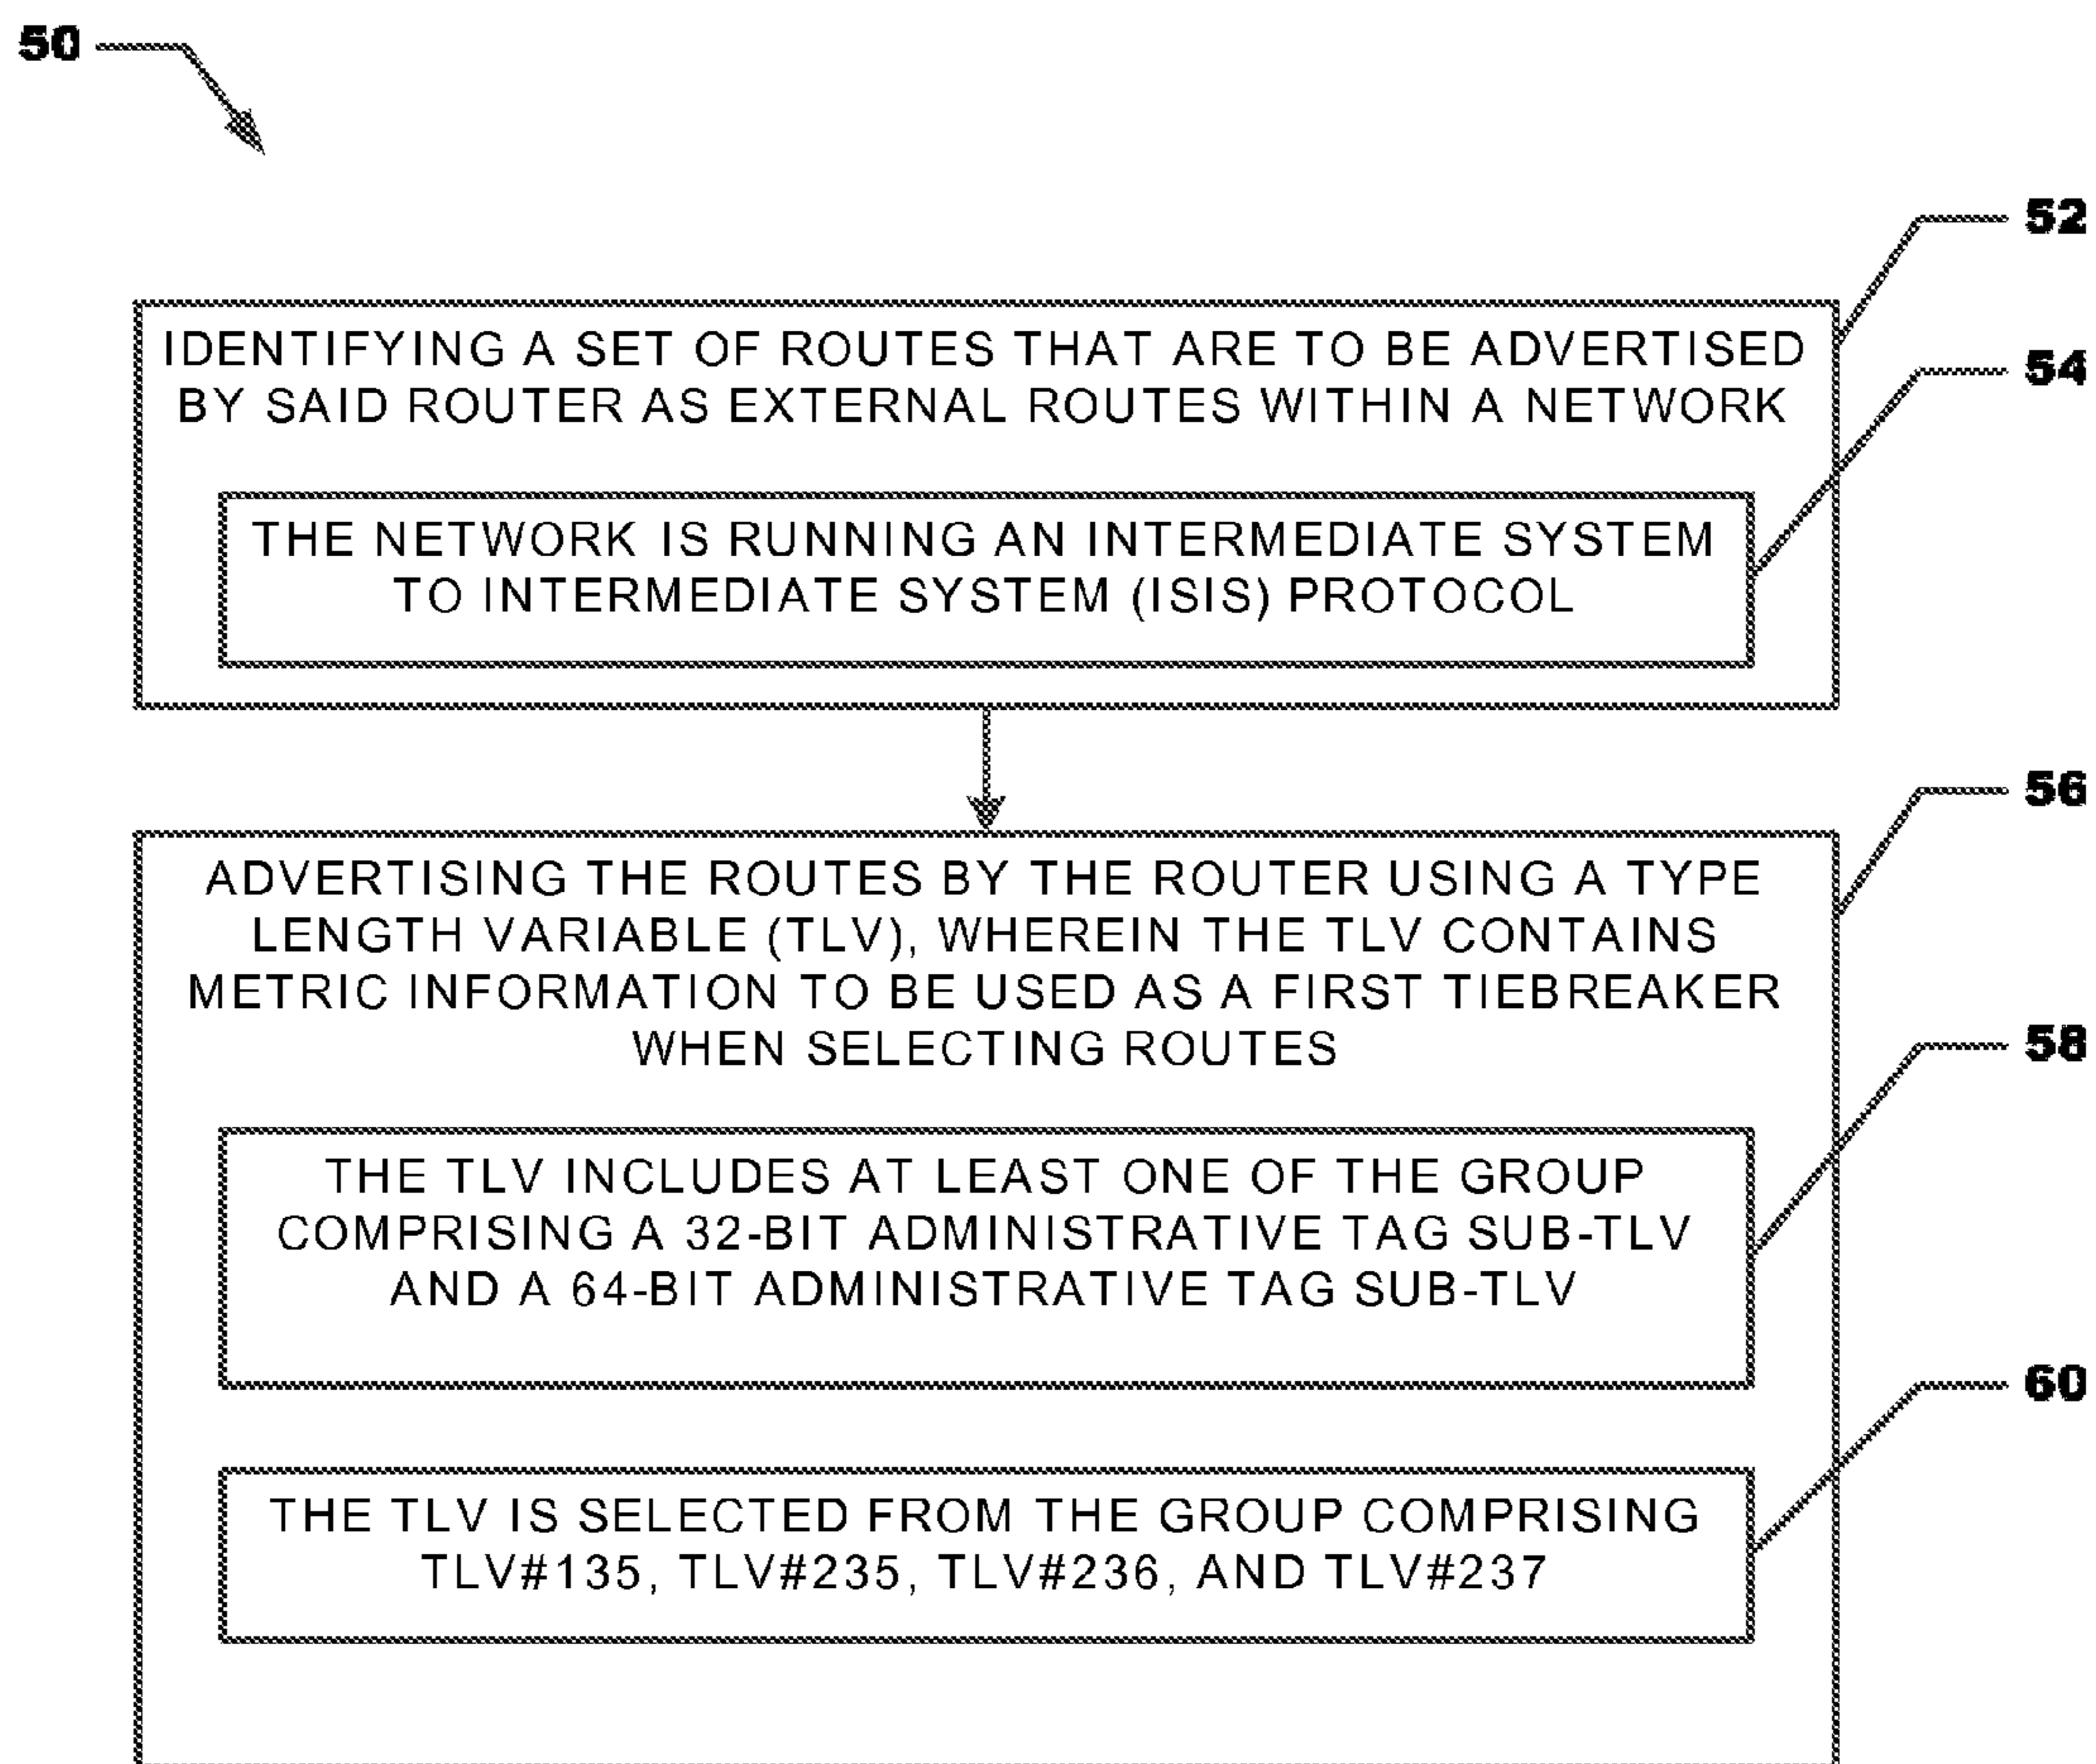 50
52
IDENTIFYING A SET OF ROUTES THAT ARE TO BE ADVERTISED
BY SAID ROUTER AS EXTERNAL ROUTES WITHIN A NETWORK
54
THE NETWORK IS RUNNING AN INTERMEDIATE SYSTEM
TO INTERMEDIATE SYSTEM (ISIS) PROTOCOL
56
ADVERTISING THE ROUTES BY THE ROUTER USING A TYPE
LENGTH VARIABLE (TLV), WHEREIN THE TLV CONTAINS
METRIC INFORMATION TO BE USED AS A FIRST TIEBREAKER
WHEN SELECTING ROUTES
58
THE TLV INCLUDES AT LEAST ONE OF THE GROUP
COMPRISING A 32-BIT ADMINISTRATIVE TAG SUB-TLV
AND A 64-BIT ADMINISTRATIVE TAG SUB-TLV
60
THE TLV IS SELECTED FROM THE GROUP COMPRISING
TLV#135, TLV#235, TLV#236, AND TLV#237